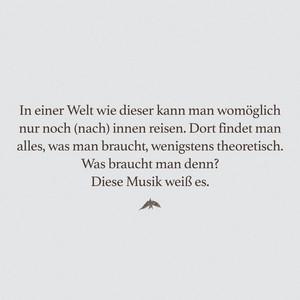 In einer Welt wie dieser kann man womöglich
nur noch (nach) innen reisen. Dort findet man
alles, was man braucht, wenigstens theoretisch.
Was braucht man denn?
Diese Musik weiß es.